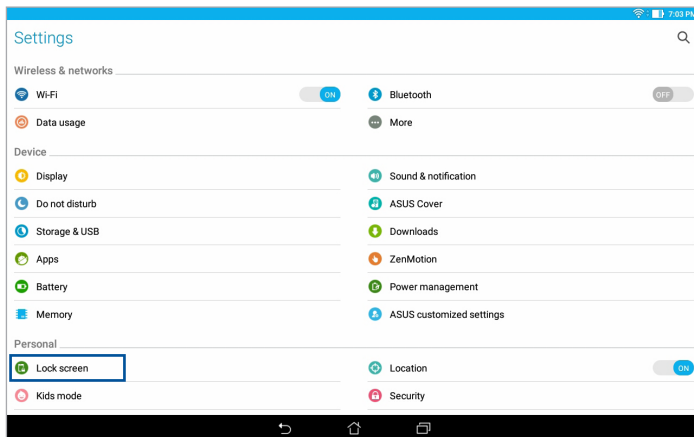 7:03 PM
Settings
Wireless & networks
Wi-Fi ON
Bluetooth OFF
Data usage
More
Device
Display
Sound & notification
Do not disturb
ASUS Cover
Storage & USB
Downloads
Apps
ZenMotion
Battery
Power management
Memory
ASUS customized settings
Personal
Lock screen
Location ON
Kids mode
Security